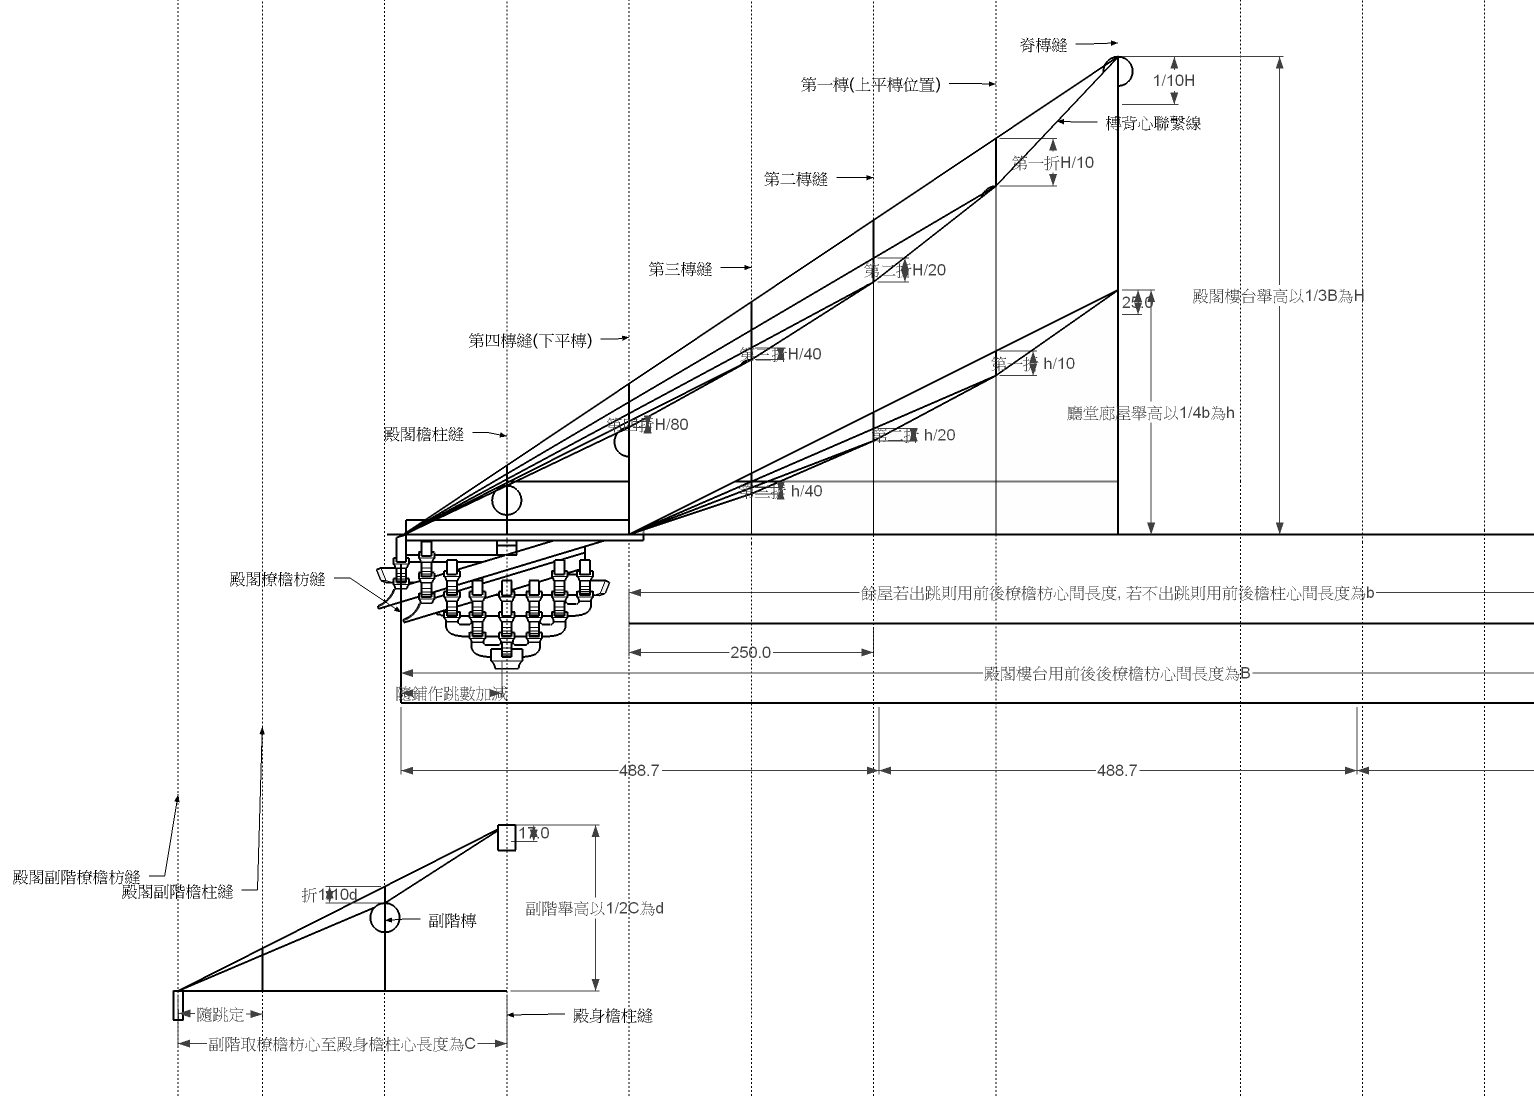 脊槫縫
1/10H
第一槫(上平槫位置)
槫背心聯繫線
第一折H/10
第二槫縫
第三槫縫
第二折H/20
殿閣樓台舉高以1/3B為H
25.0
第四槫縫(下平槫)
第三折H/40
第一折 h/10
廳堂廊屋舉高以1/4b為h
第四折H/80
殿閣檐柱縫
第二折 h/20
第三折 h/40
殿閣橑檐枋縫
餘屋若出跳則用前後橑檐枋心間長度, 若不出跳則用前後檐柱心間長度為b
250.0
殿閣樓台用前後後橑檐枋心間長度為B
隨鋪作跳數加減
488.7
488.7
17.0
殿閣副階橑檐枋縫
殿閣副階檐柱縫
折1/10d
副階舉高以1/2C為d
副階槫
隨跳定
殿身檐柱縫
副階取橑檐枋心至殿身檐柱心長度為C